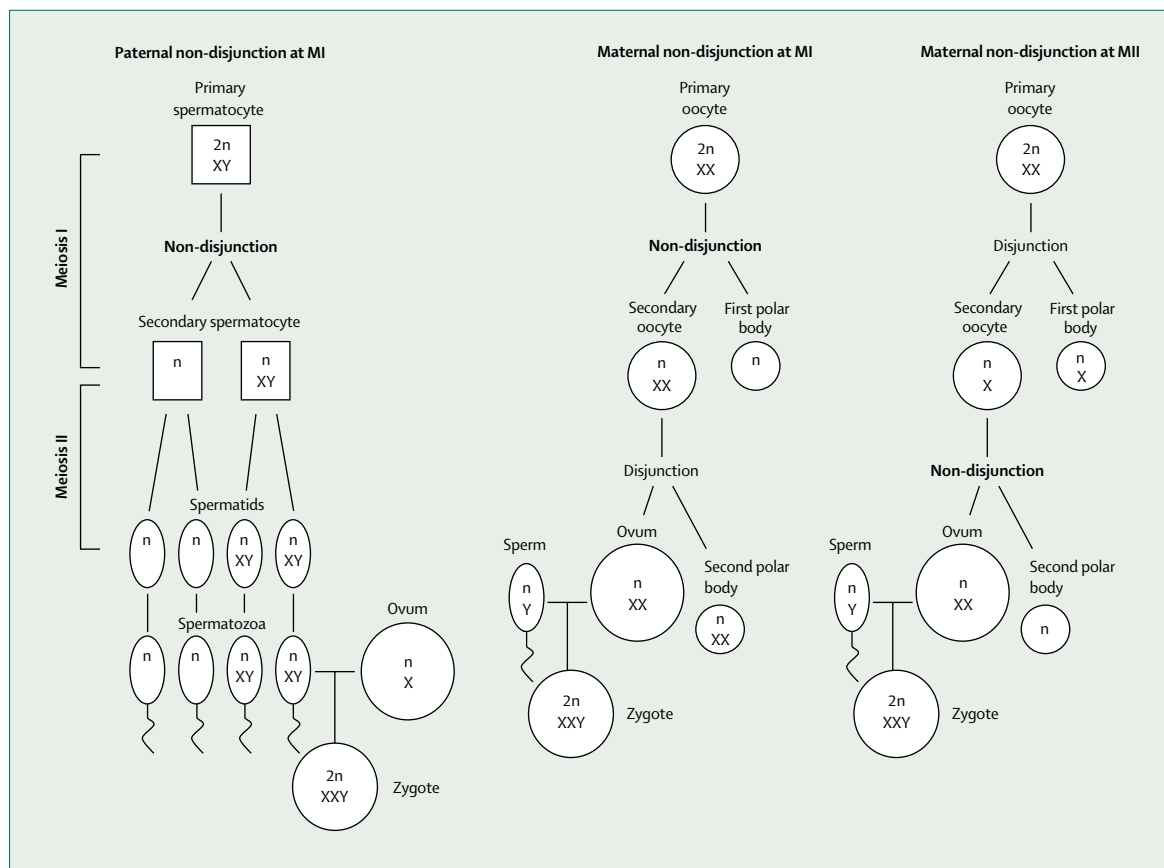 Paternal non-disjunction at MI
Primary
spermatocyte
2n
XY
Non-disjunction
Secondary spermatocyte
n
n
XY
Meiosis I
Meiosis II
Spermatids
n
n
n
XY
n
XY
Spermatozoa
n
n
n
XY
n
XY
Ovum
n
X
2n
XXY
Zygote
Maternal non-disjunction at MI
Primary
oocyte
2n
XX
Non-disjunction
Secondary
oocyte
n
XX
First polar
body
n
Disjunction
Sperm
n
Y
Ovum
n
XX
Second polar
body
n
XX
2n
XXY
Zygote
Maternal non-disjunction at MII
Primary
oocyte
2n
XX
Disjunction
Secondary
oocyte
n
X
First polar
body
n
X
Non-disjunction
Sperm
n
Y
Ovum
n
XX
Second polar
body
n
2n
XXY
Zygote